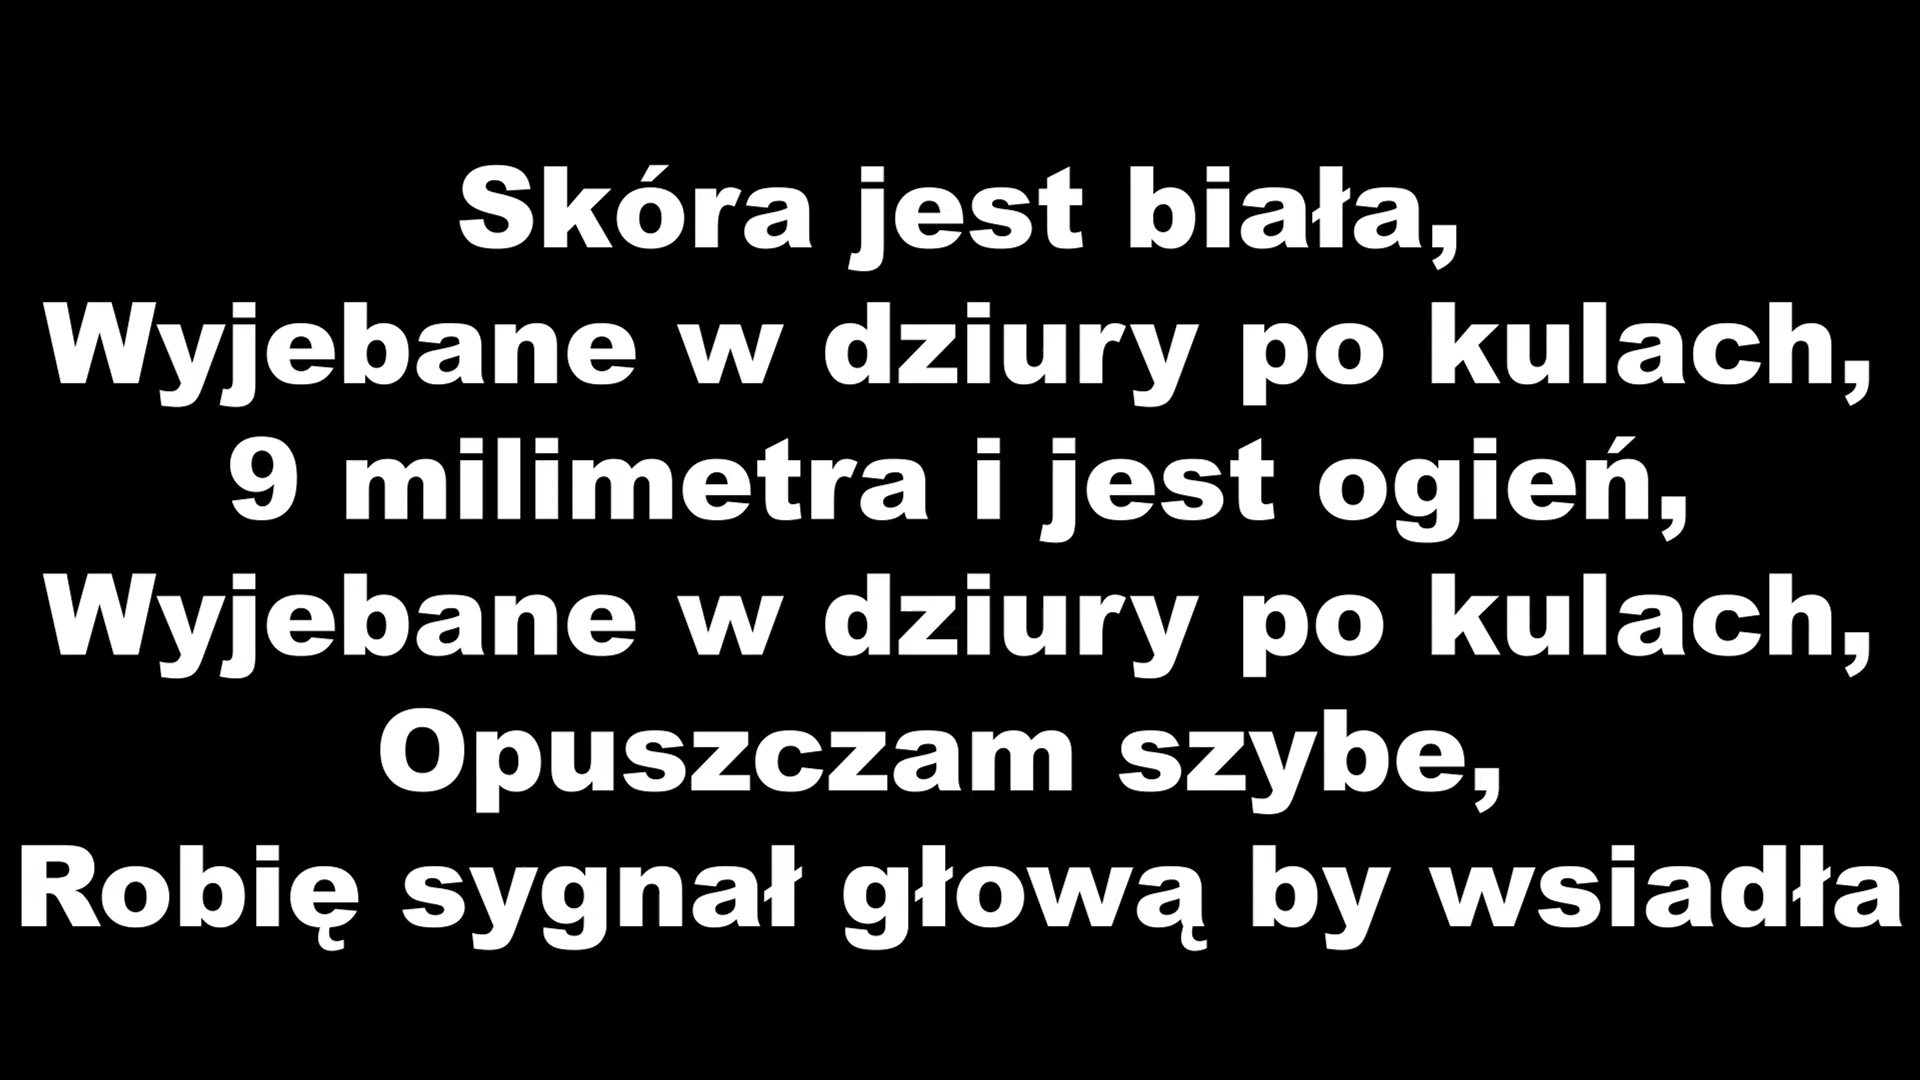 Skóra jest biała,
Wyjebane w dziury po kulach,
9 milimetra i jest ogień,
Wyjebane w dziury po kulach,
Opuszczam szybe,
Robię sygnał głową by wsiadła